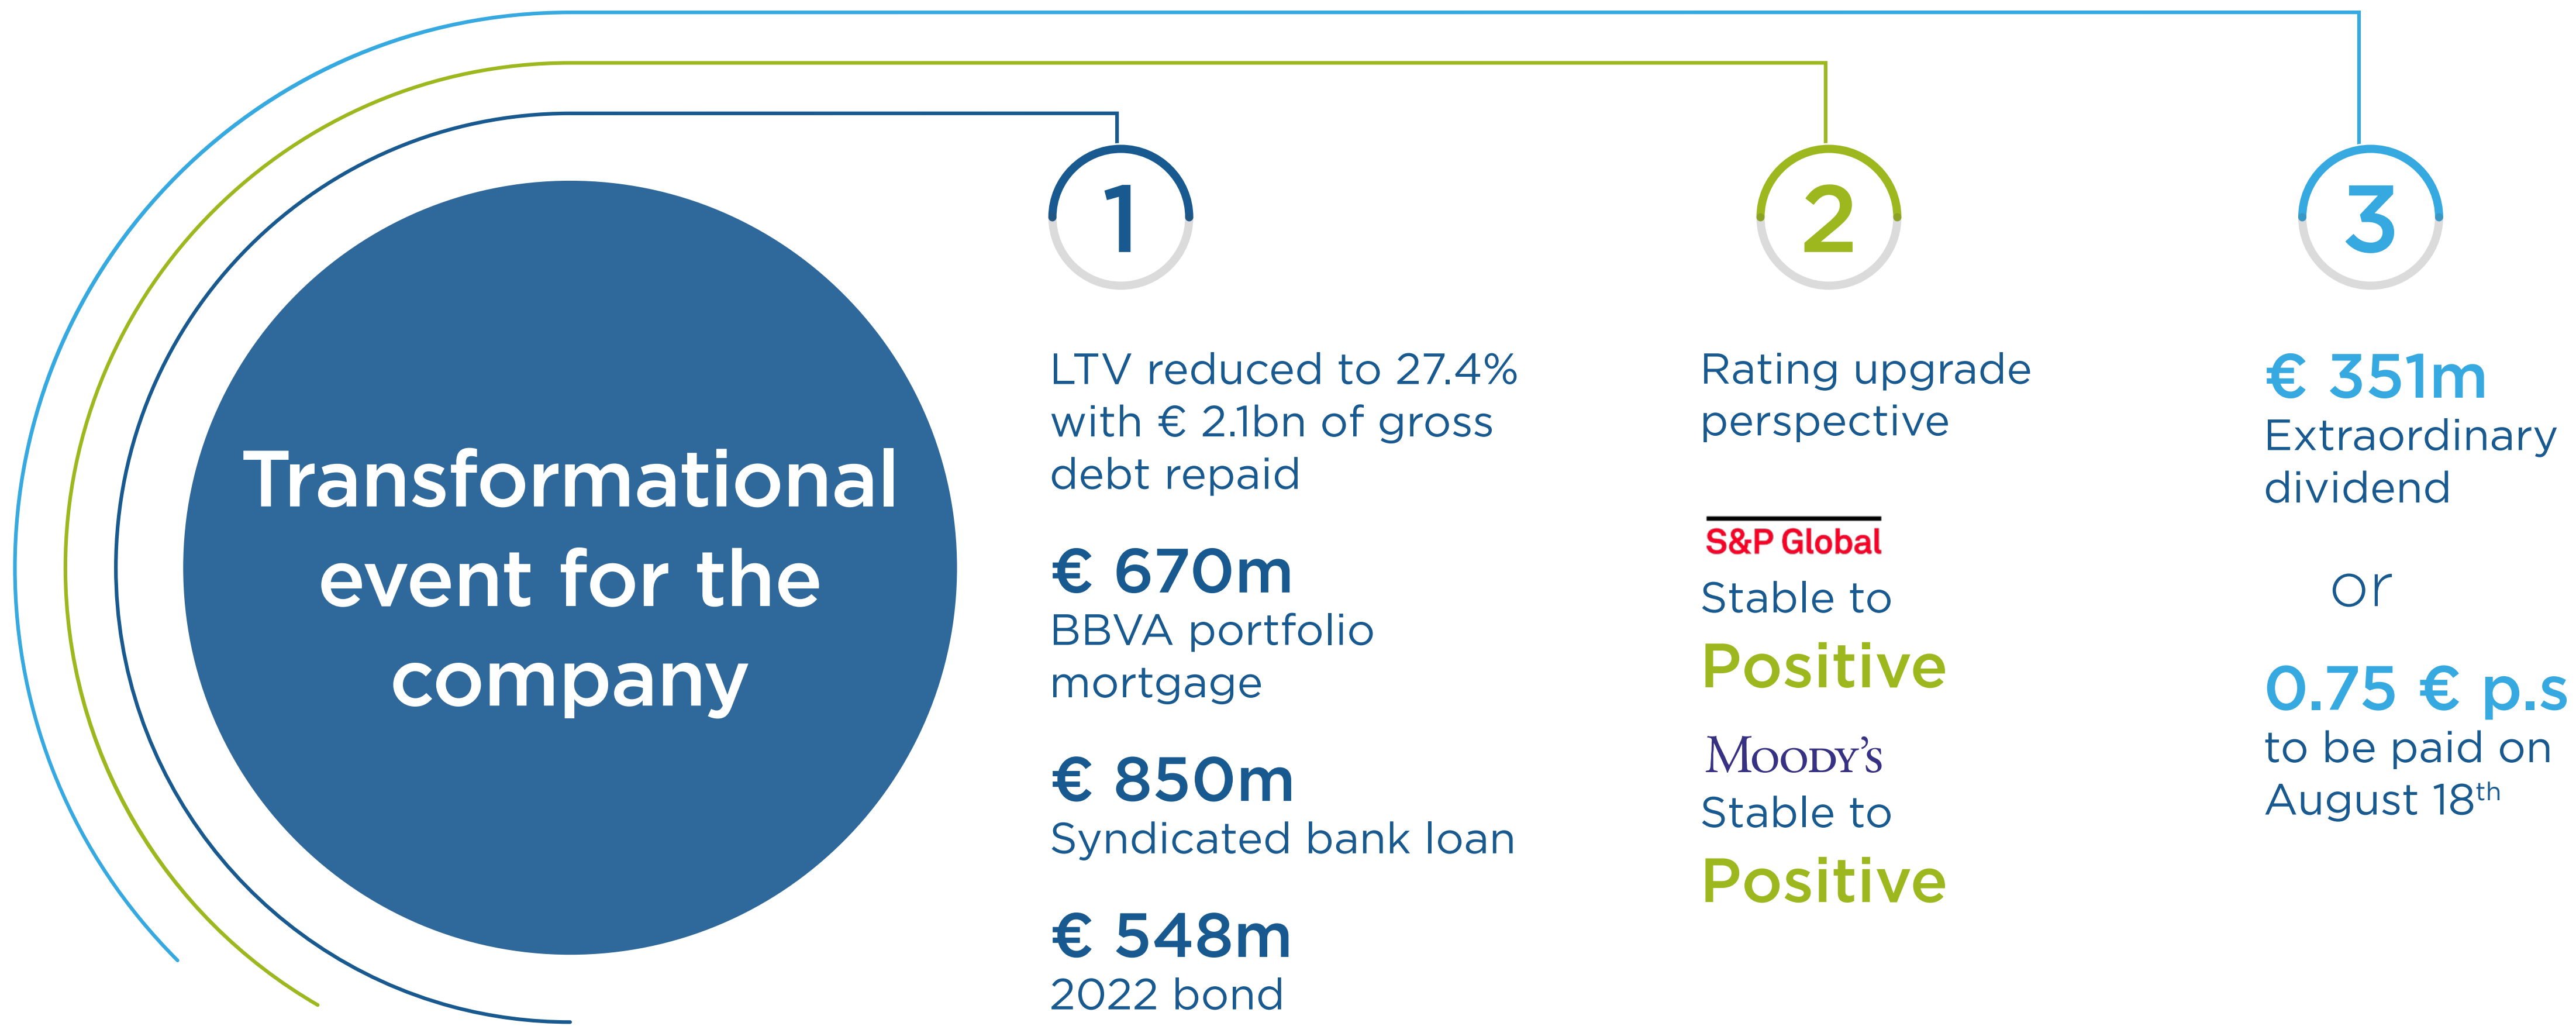 Transformational
event for the
company
1
LTV reduced to 27.4%
with € 2.1bn of gross
debt repaid
€ 670m
BBVA portfolio
mortgage
€ 850m
Syndicated bank loan
€ 548m
2022 bond
2
Rating upgrade
perspective
S&P Global
Stable to
Positive
MOODY'S
Stable to
Positive
3
€ 351m
Extraordinary
dividend
or
0.75 € p.s
to be paid on
August 18th